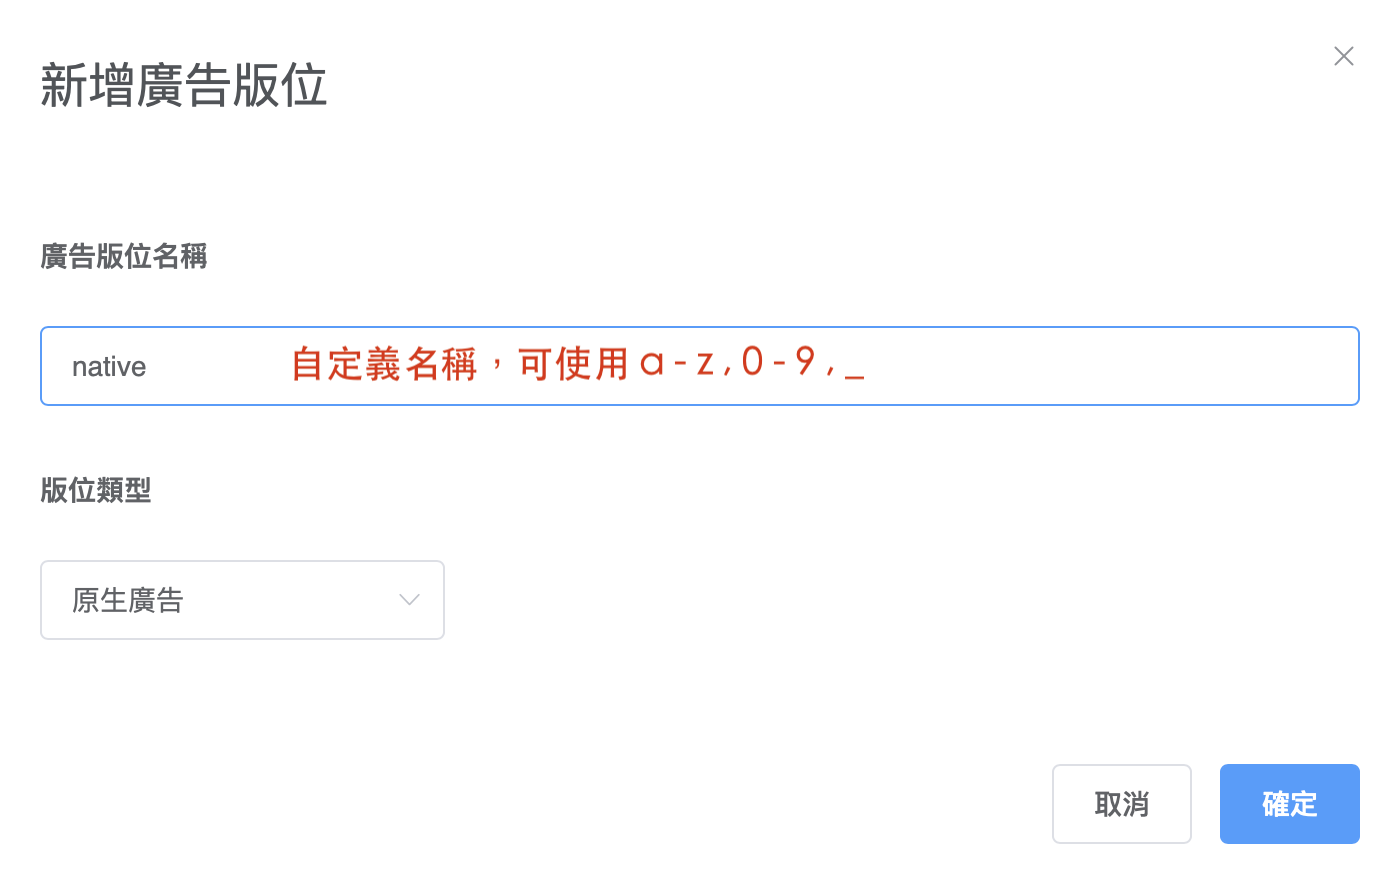 新增廣告版位
廣告版位名稱
native 自定義名稱，可使用a-z,0-9,_
版位類型
原生廣告
取消 確定